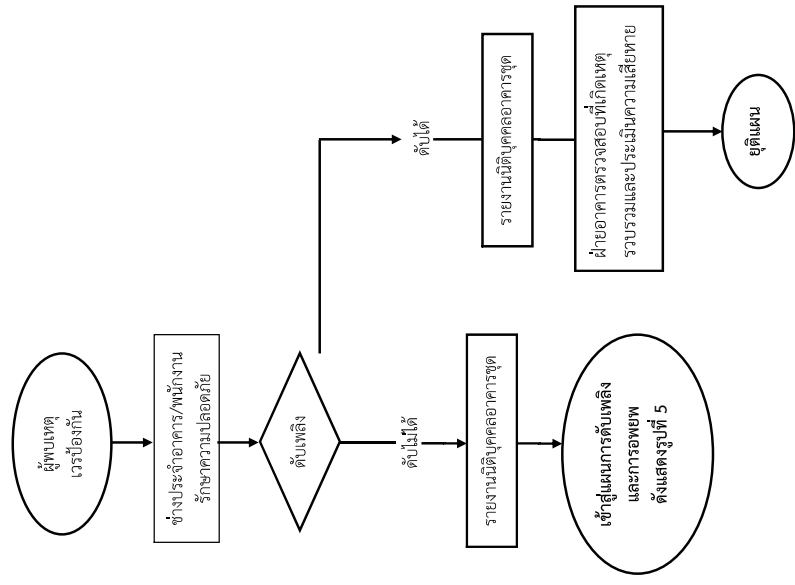 ผู้พบเหตุ
เวรป้องกัน
ช่างประจำอาคาร/พนักงาน
รักษาความปลอดภัย
ดับเพลิง
ดับไม่ได้
รายงานนิติบุคคลอาคารชุด
เข้าสู่แผนการดับเพลิง
และการอพยพ
ดังแสดงรูปที่ 5
ดับได้
รายงานนิติบุคคลอาคารชุด
ฝ่ายอาคารตรวจสอบที่เกิดเหตุ
รวบรวมและประเมินความเสียหาย
ยุติแผน